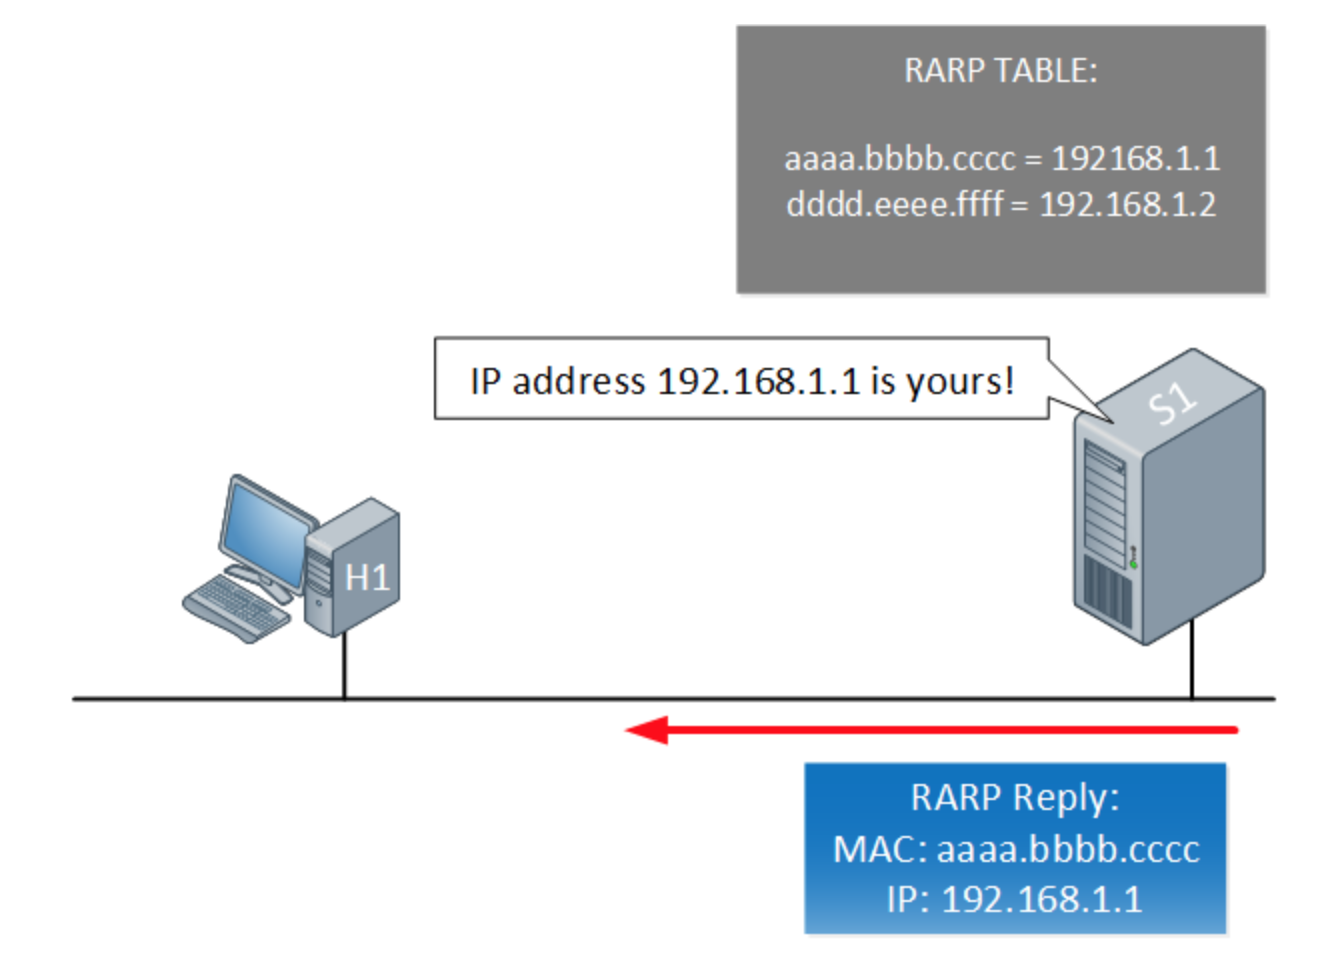 RARP TABLE:
aaaa.bbbb.cccc = 192168.1.1
dddd.eeee.ffff = 192.168.1.2
IP address 192.168.1.1 is yours!
S1
H1
RARP Reply:
MAC: aaaa.bbbb.cccc
IP: 192.168.1.1